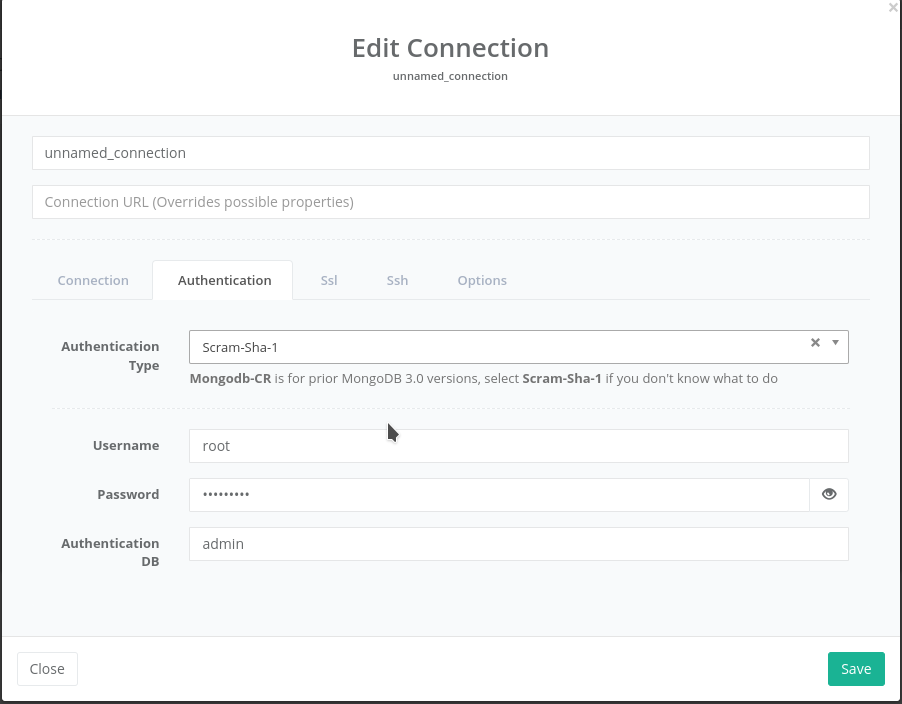 ×
Edit Connection
unnamed_connection
unnamed_connection
Connection URL (Overrides possible properties)
Connection Authentication Ssl Ssh Options
Authentication
Type
Scram-Sha-1 ×
Mongodb-CR is for prior MongoDB 3.0 versions, select Scram-Sha-1 if you don't know what to do
Username root
Password •••••••••
Authentication
DB
admin
Close Save